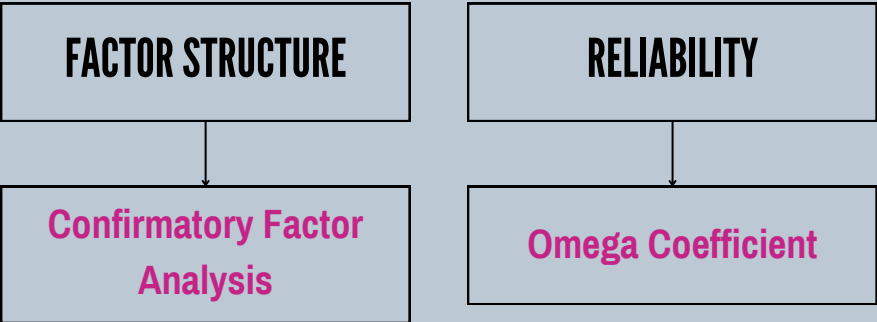 FACTOR STRUCTURE
RELIABILITY
Confirmatory Factor
Analysis
Omega Coefficient